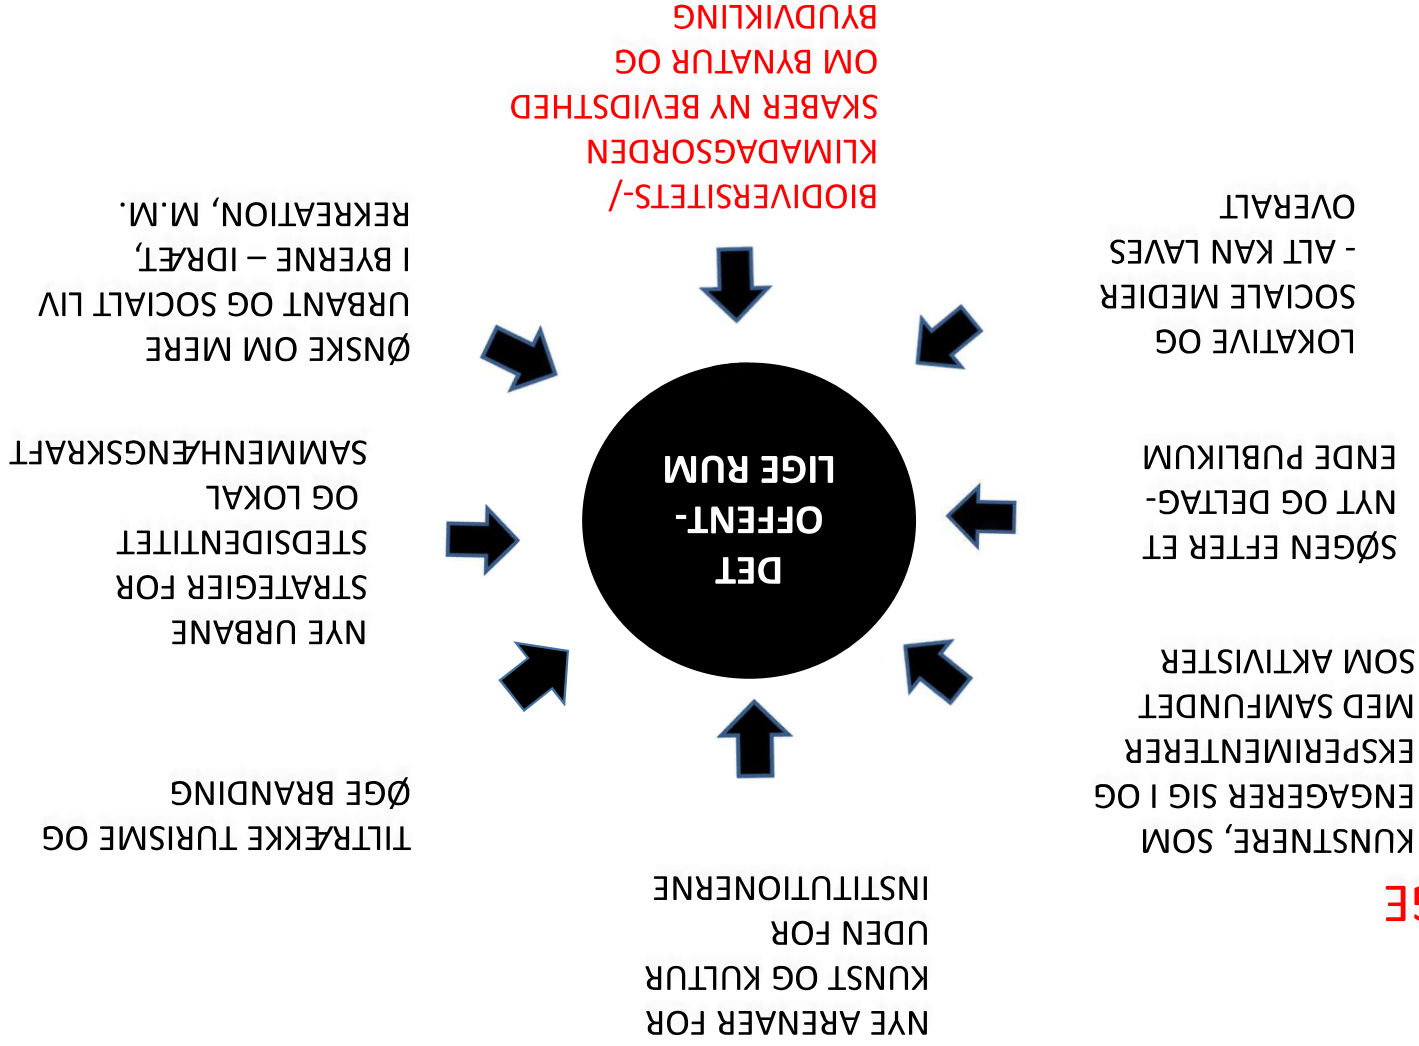 NYE ARENAER FOR
KUNST OG KULTUR
UDEN FOR
INSTITUTIONERNE
KUNSTNERE, SOM
ENGAGERER SIG I OG
EKSPERIMENTERER
MED SAMFUNDET
SOM AKTIVISTER
TILTRÆKKE TURISME OG
ØGE BRANDING
SØGEN EFTER ET
NYT OG DELTAG-
ENDE PUBLIKUM
DET
OFFENT-
LIGE RUM
NYE URBANE
STRATEGIER FOR
STEDSIDENTITET
OG LOKAL
SAMMENHÆNGSKRAFT
LOKATIVE OG
SOCIALE MEDIER
- ALT KAN LAVES
OVERALT
ØNSKE OM MERE
URBANT OG SOCIALT LIV
I BYERNE – IDRÆT,
REKREATION, M.M.
BIODIVERSITETS-/
KLIMADAGSORDEN
SKABER NY BEVIDSTHED
OM BYNATUR OG
BYUDVIKLING